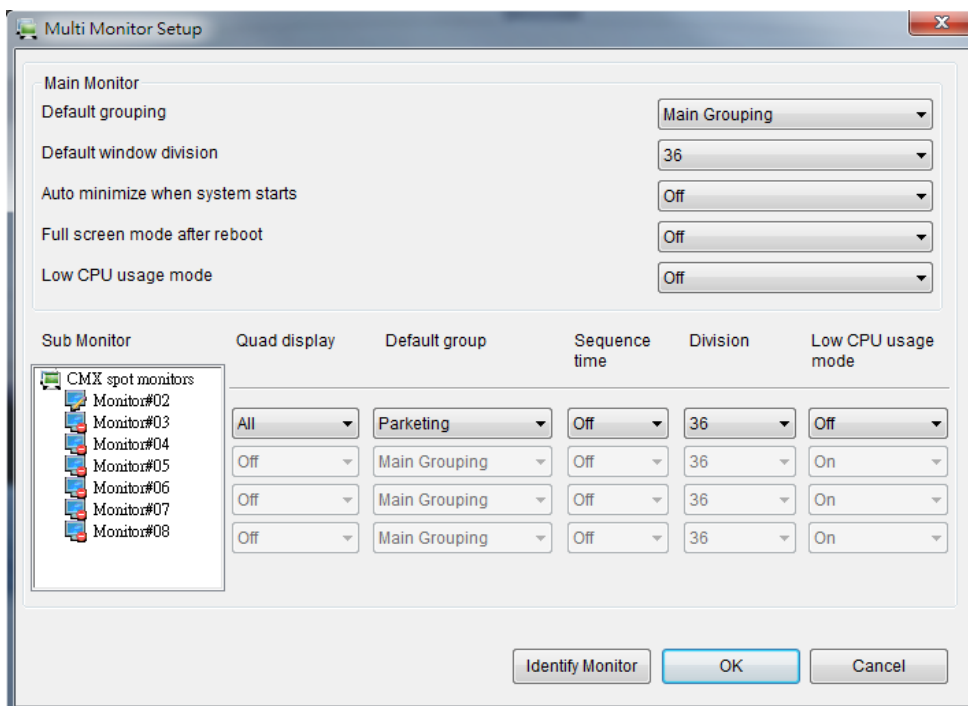 Multi Monitor Setup
Main Monitor
Default grouping Main Grouping
Default window division 36
Auto minimize when system starts Off
Full screen mode after reboot Off
Low CPU usage mode Off
Sub Monitor Quad display Default group Sequence time Division Low CPU usage mode
CMX spot monitors
Monitor#02
Monitor#03
Monitor#04
Monitor#05
Monitor#06
Monitor#07
Monitor#08
All Parketing Off 36 Off
Off Main Grouping Off 36 On
Off Main Grouping Off 36 On
Off Main Grouping Off 36 On
Identify Monitor OK Cancel